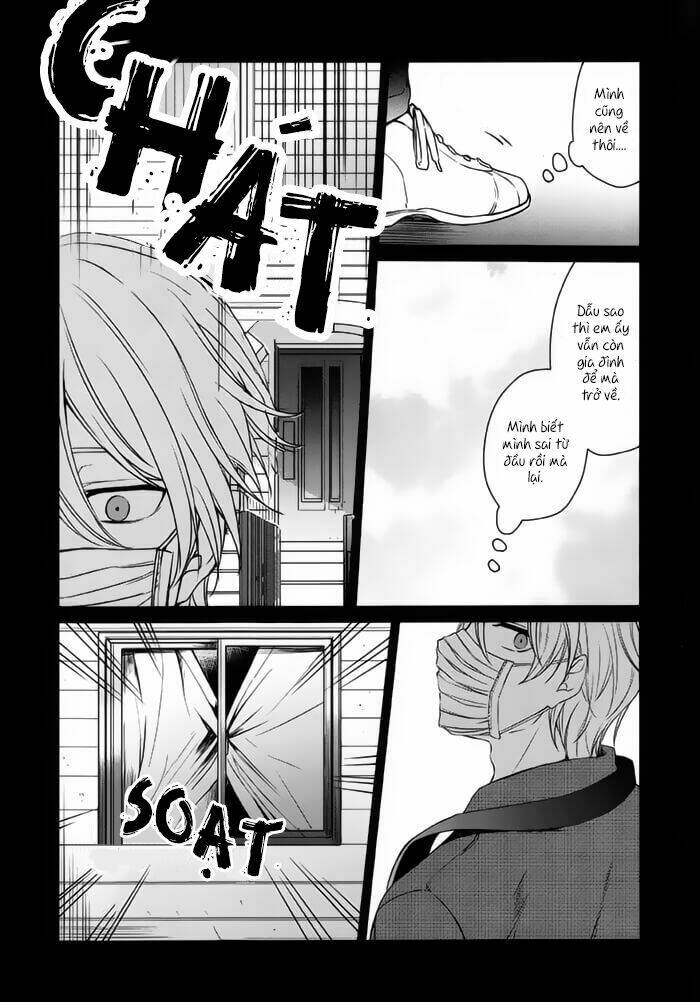 Mình
cũng
nên về
thôi....
CHÁT
Dẫu sao
thì em ấy
vẫn còn
gia đình
để mà
trở về.
Mình biết
mình sai từ
đầu rồi mà
lại.
SOẠT